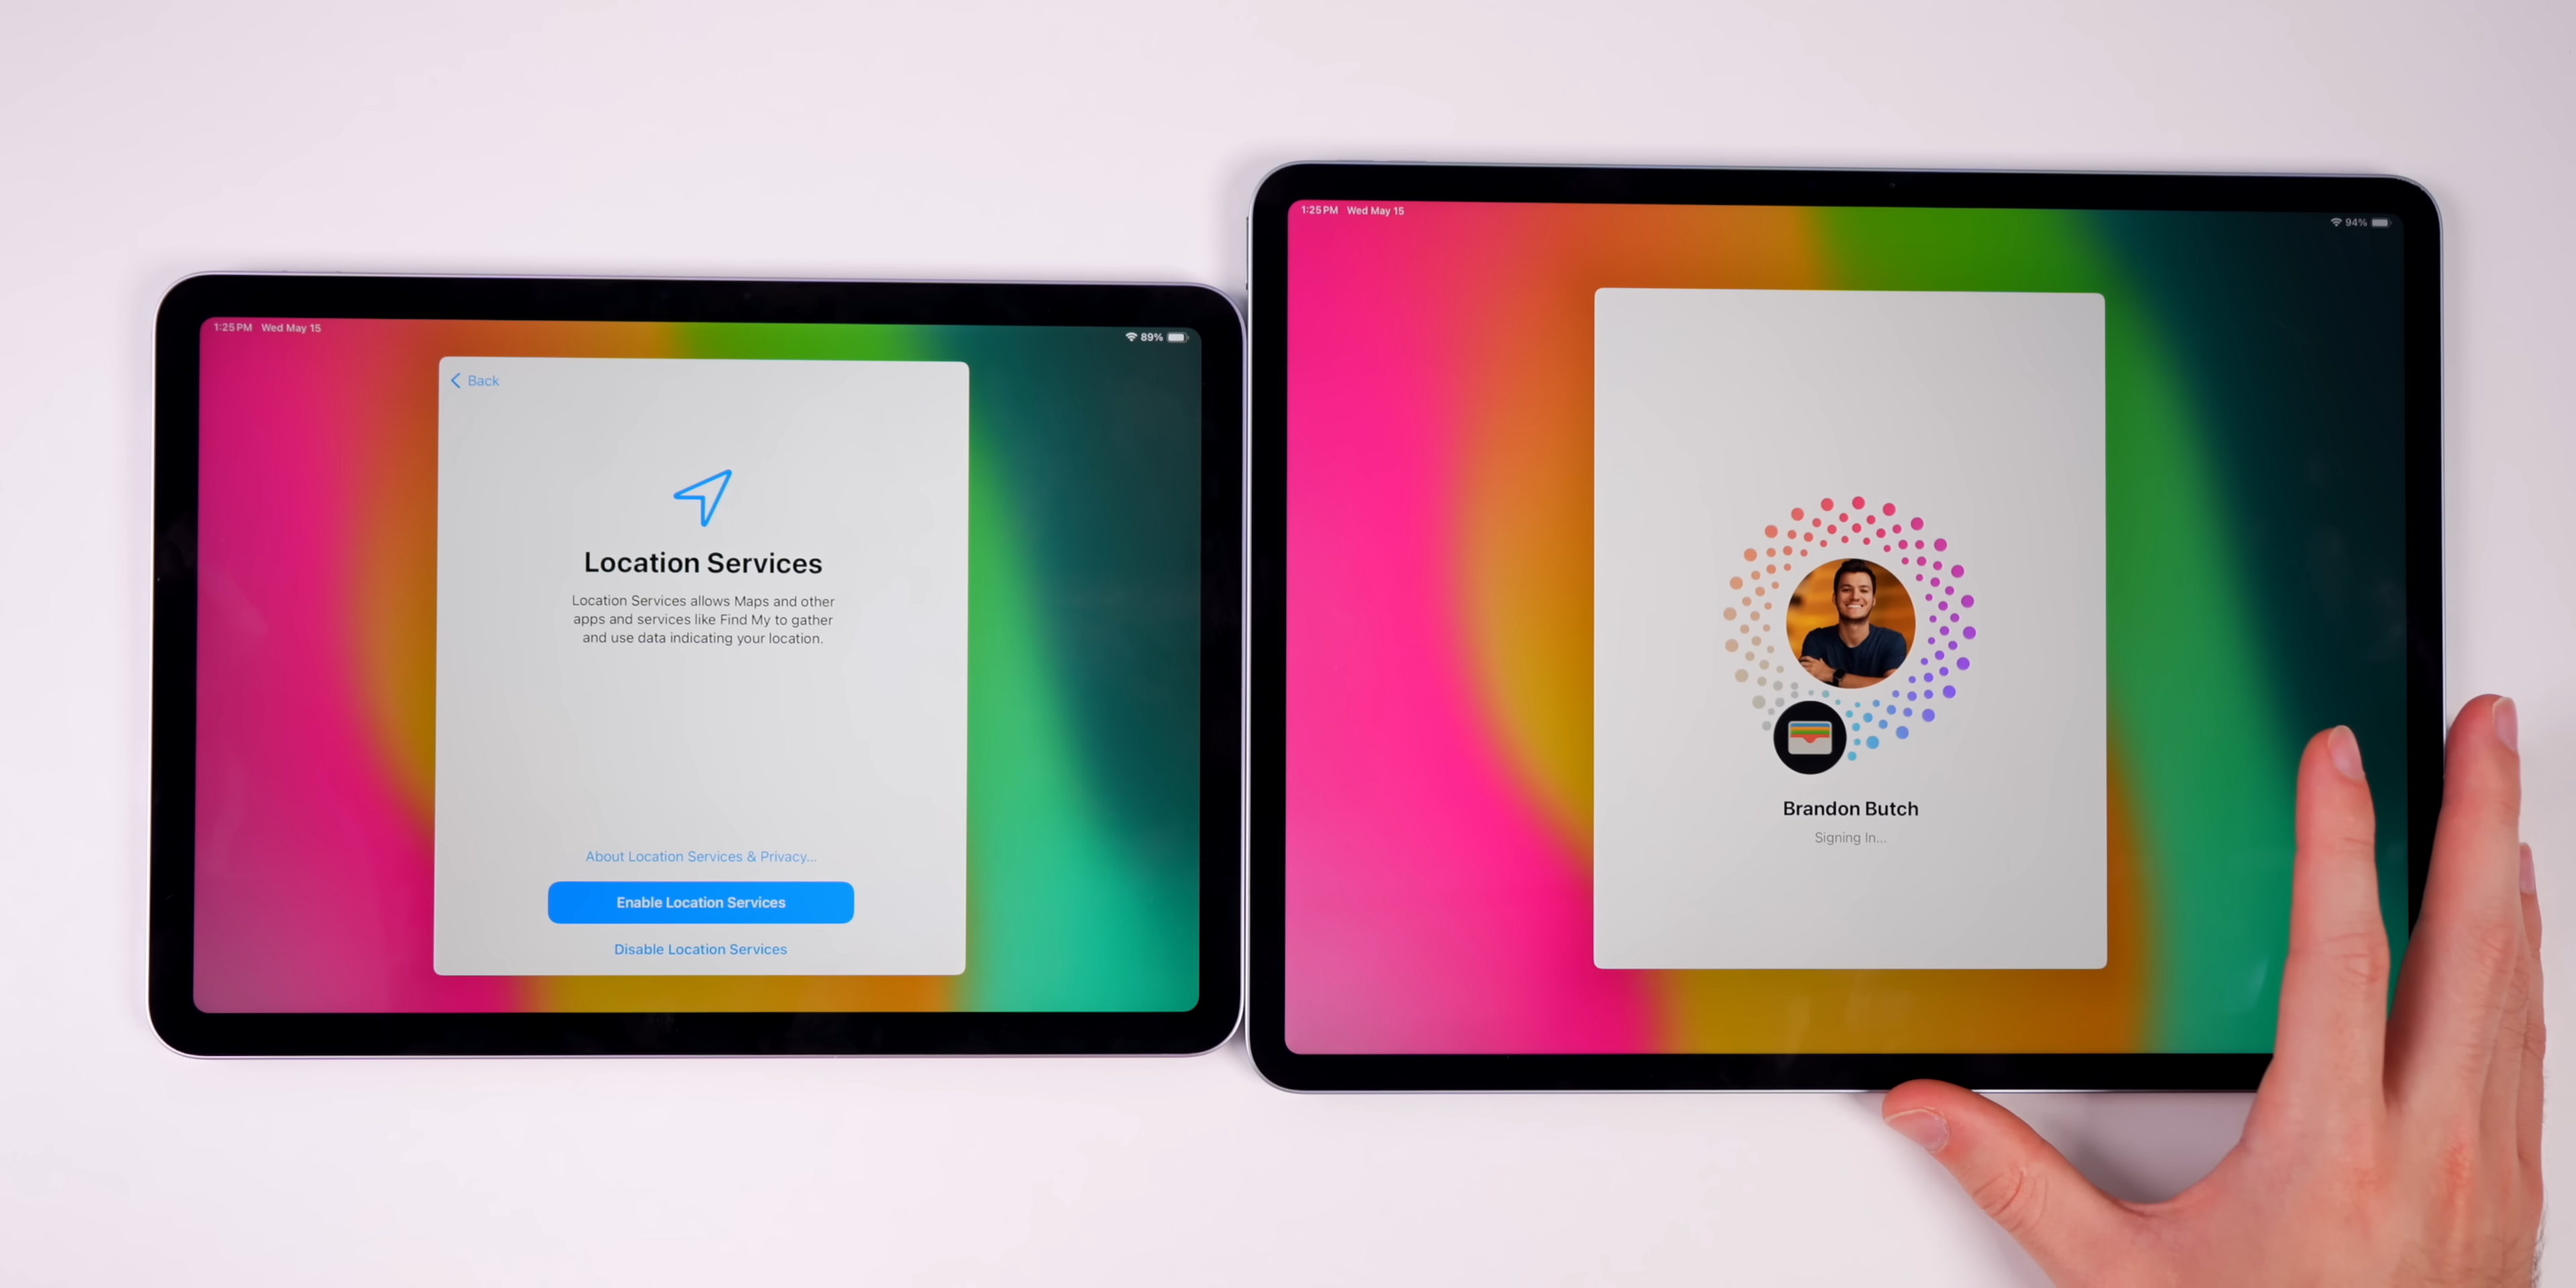 1:25 PM Wed May 15
89%
Back
Location Services
Location Services allows Maps and other
apps and services like Find My to gather
and use data indicating your location.
About Location Services & Privacy...
Enable Location Services
Disable Location Services
1:25 PM Wed May 15
94%
Brandon Butch
Signing In...